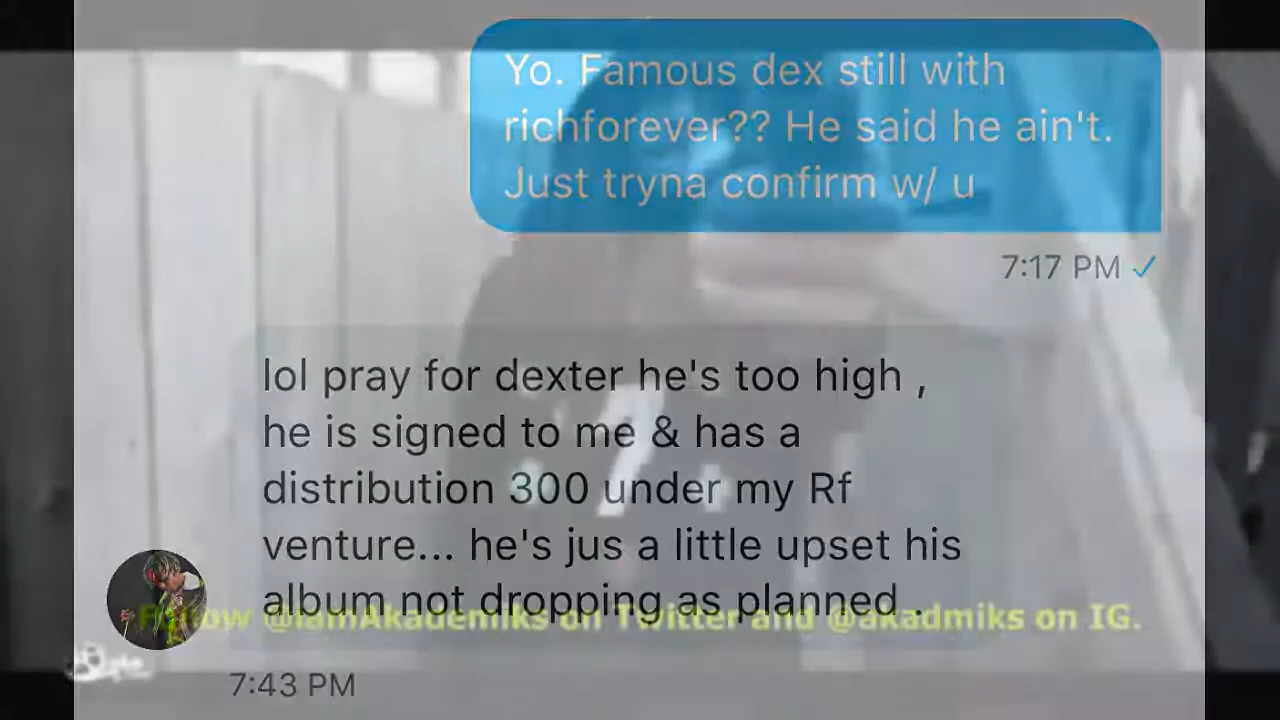 Yo. Famous dex still with
richforever?? He said he ain't.
Just tryna confirm w/ u
7:17 PM
lol pray for dexter he's too high ,
he is signed to me & has a
distribution 300 under my Rf
venture... he's jus a little upset his
album not dropping as planned .
Follow @IamAkademiks on Twitter and @akadmiks on IG.
7:43 PM